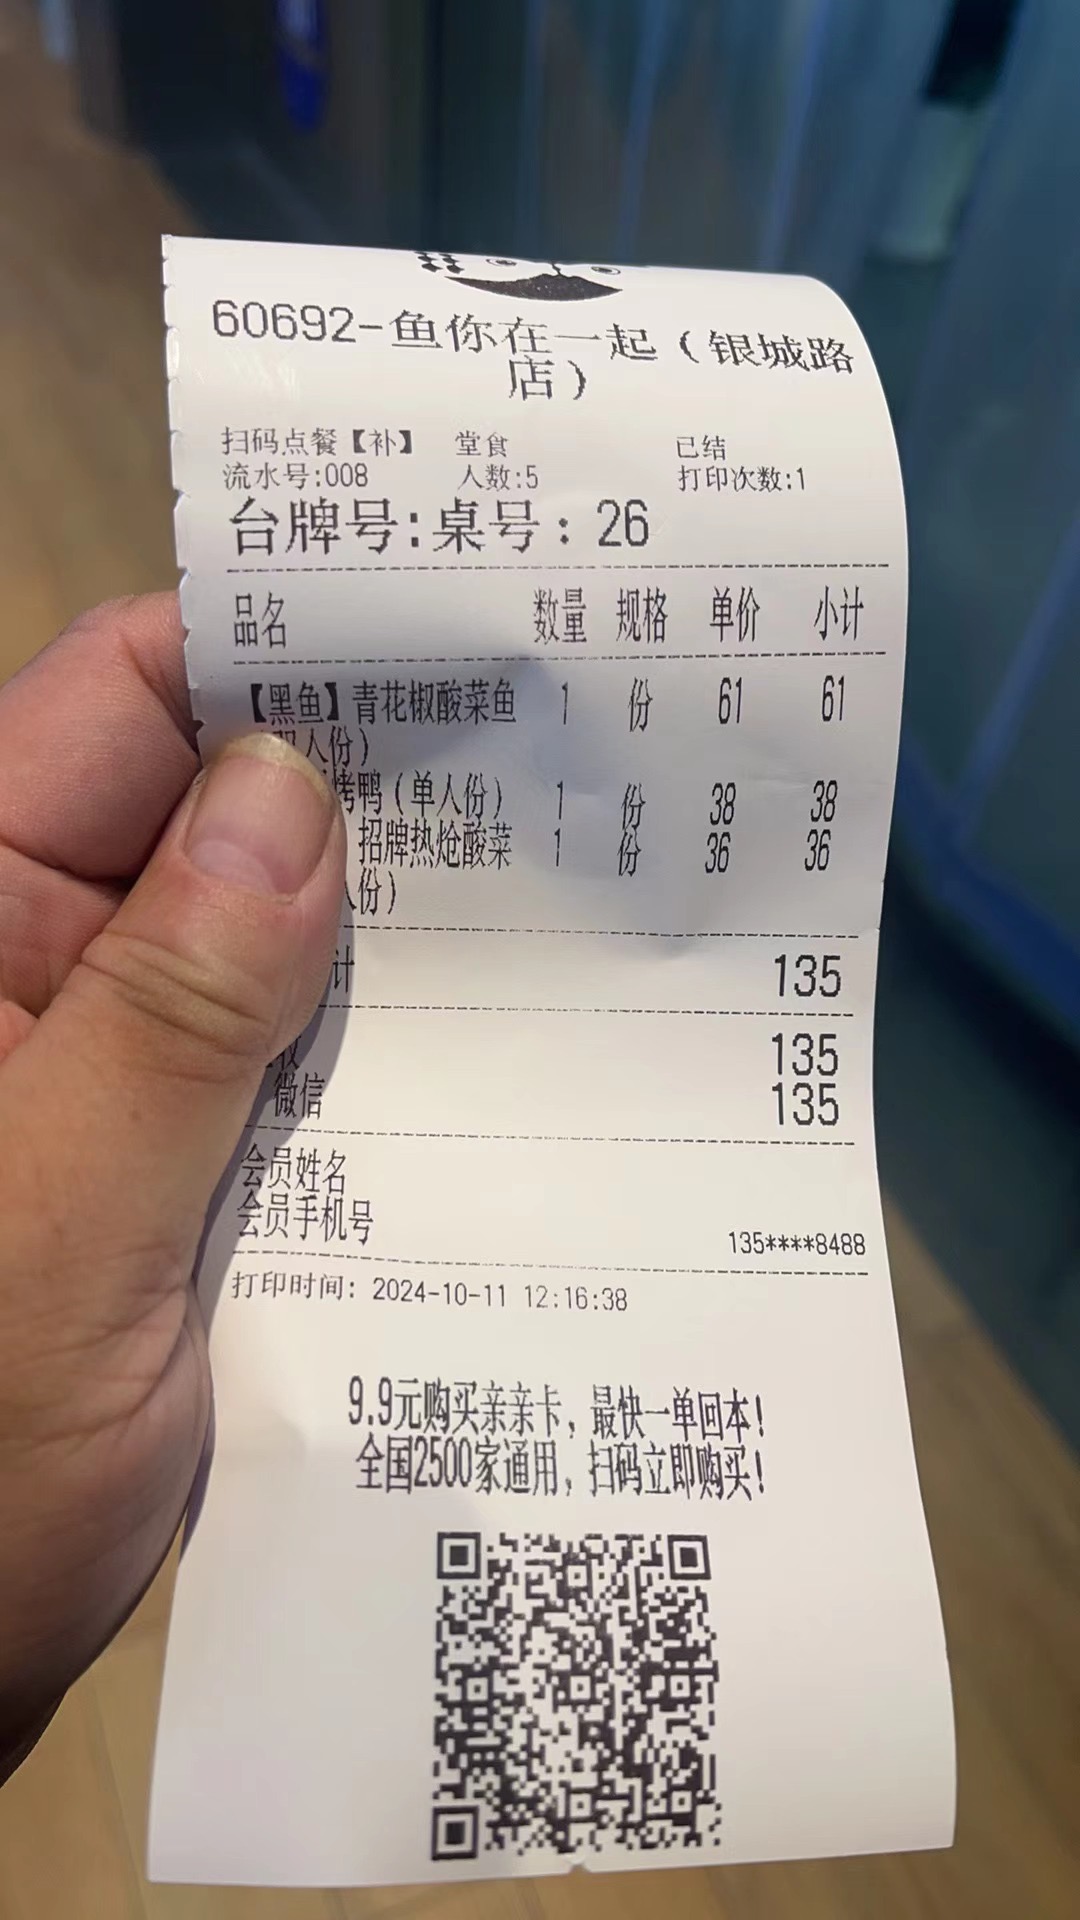 60692-鱼你在一起（银城路
店）
扫码点餐【补】 堂食 已结
流水号:008 人数:5 打印次数:1
台牌号:桌号：26
品名 数量 规格 单价 小计
【黑鱼】青花椒酸菜鱼 1 份 61 61
人份）
烤鸭（单人份） 1 份 38 38
招牌热炝酸菜 1 份 36 36
人份）
计 135
135
微信 135
会员姓名
会员手机号
135****8488
打印时间: 2024-10-11 12:16:38
9.9元购买亲亲卡，最快一单回本！
全国2500家通用，扫码立即购买！